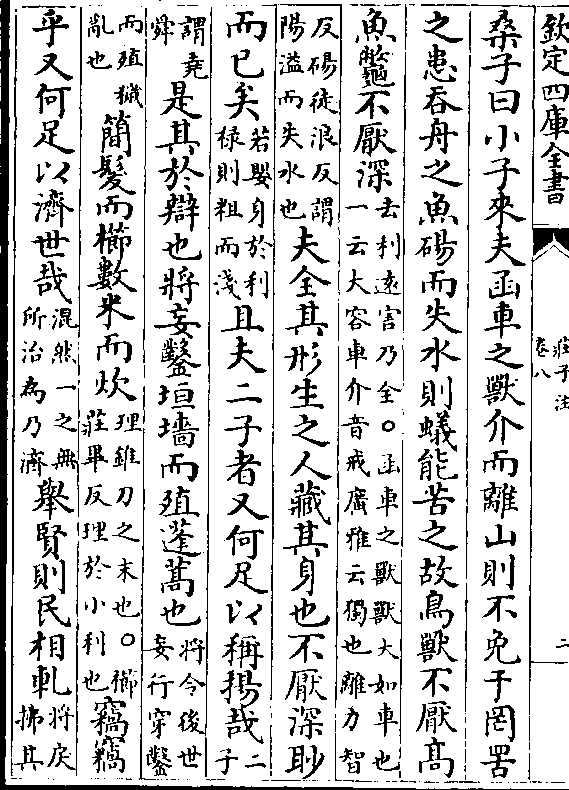 欽定四庫全書
莊子注
卷八
二
桑子曰小子來夫函車之獸介而離山則不免于罔罟
之患吞舟之魚碭而失水則蟻能苦之故鳥獸不厭髙
魚鼈不厭深去利逺害乃全○函車之獸獸大如車也一云大容車介音戒廣雅云獨也離力智
反碭徒浪反謂陽溢而失水也夫全其形生之人藏其身也不厭深眇
而已矣若嬰身於利禄則粗而淺且夫二子者又何足以稱揚哉二子
謂堯舜是其於辯也將妄鑿垣墻而殖蓬蒿也將令後世妄行穿鑿
而殖穢亂也簡髮而櫛數米而炊理錐刀之末也○櫛莊畢反理於小利也竊竊
乎又何足以濟世哉混然一之無所治為乃濟舉賢則民相軋將戾拂其